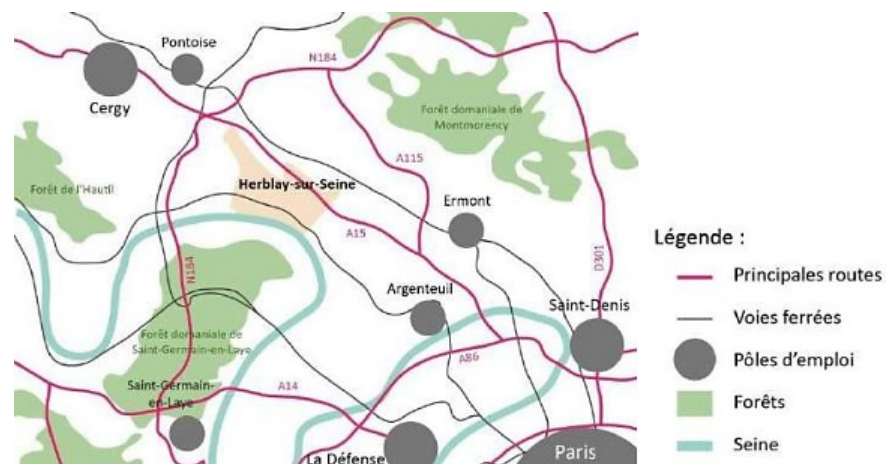 Pontoise
N184
Cergy
Forêt domaniale de
Montmorency
A115
Forêt de l'Hautil
Herblay-sur-Seine
Ermont
A15
D301
N184
Argenteuil
Saint-Denis
Forêt domaniale de
Saint-Germain-en-Laye
A86
Saint-Germain-
en-Laye
A14
La Défense
Paris
Légende :
Principales routes
Voies ferrées
Pôles d'emploi
Forêts
Seine